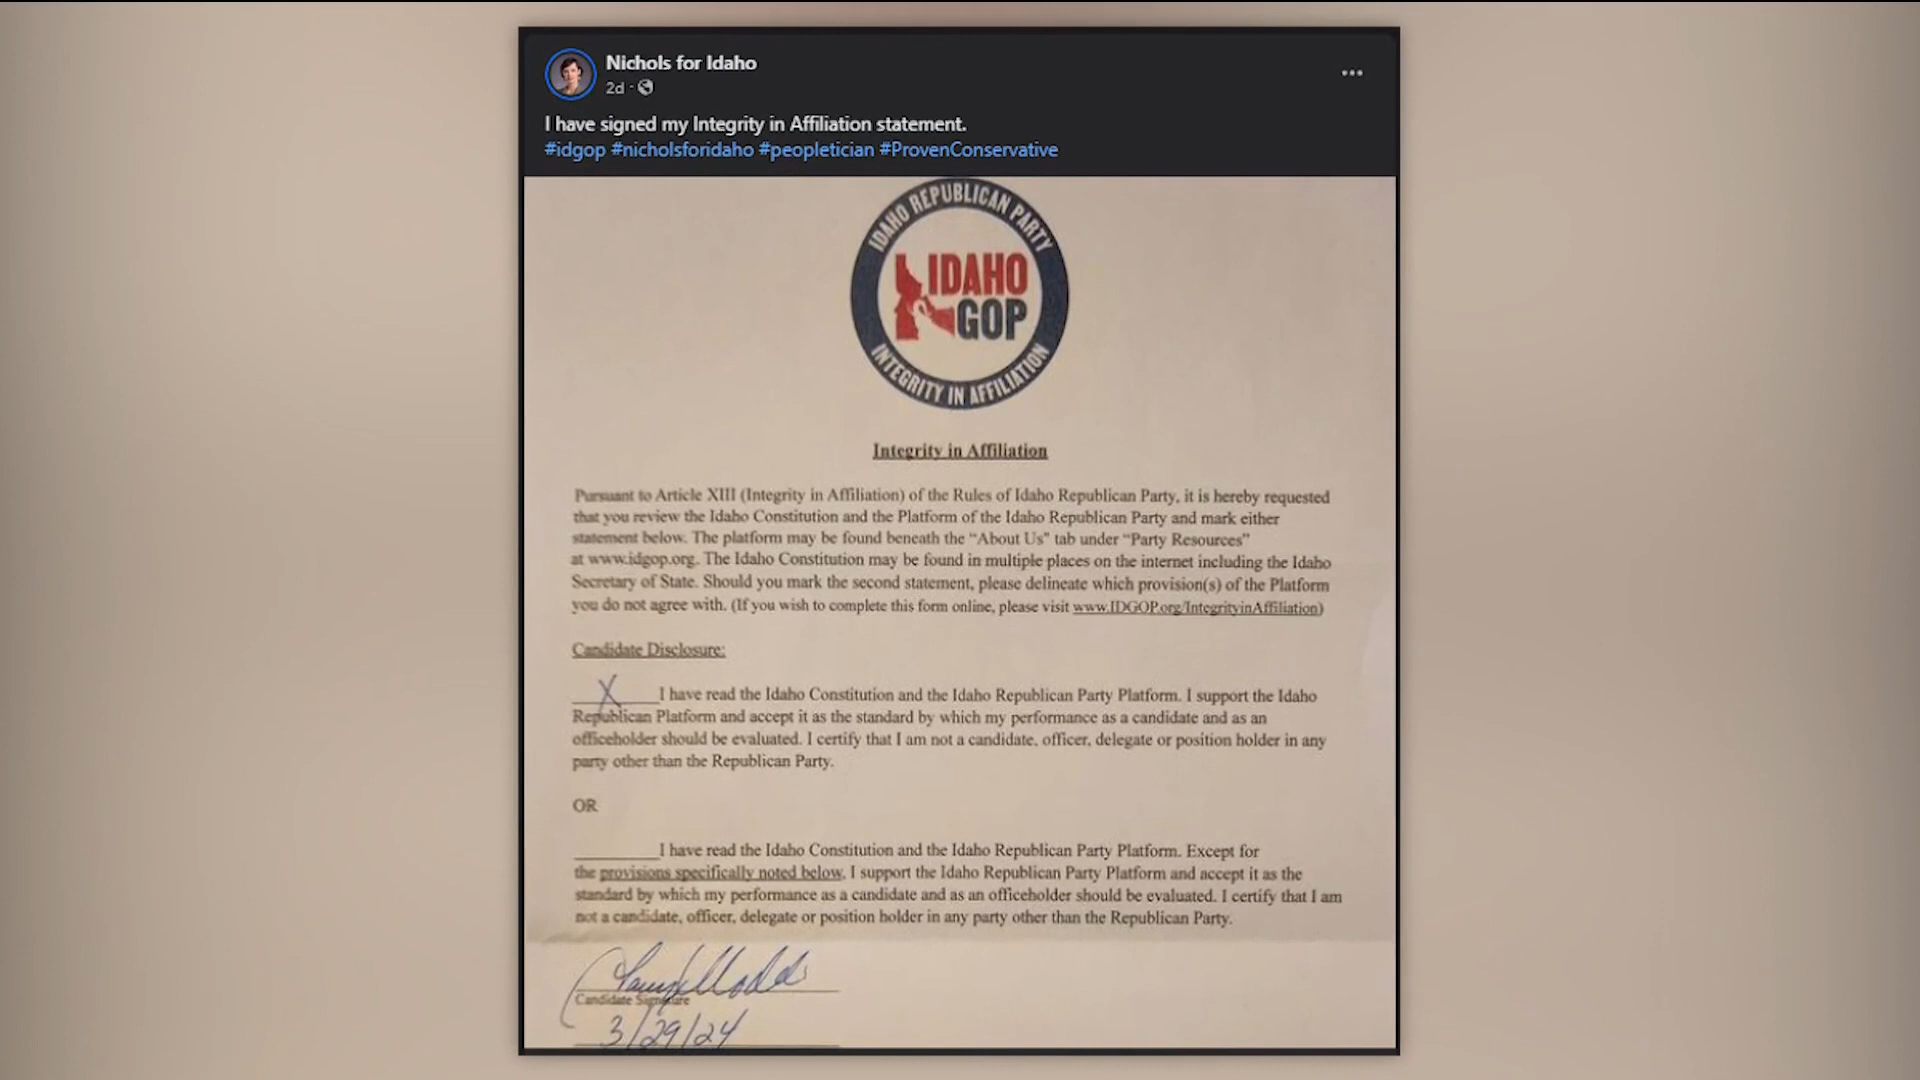 Nichols for Idaho
2d ·
I have signed my Integrity in Affiliation statement.
#idgop #nicholsforidaho #peopletician #ProvenConservative
IDAHO REPUBLICAN PARTY
IDAHO
GOP
INTEGRITY IN AFFILIATION
Integrity in Affiliation
Pursuant to Article XIII (Integrity in Affiliation) of the Rules of Idaho Republican Party, it is hereby requested
that you review the Idaho Constitution and the Platform of the Idaho Republican Party and mark either
statement below. The platform may be found beneath the “About Us” tab under “Party Resources”
at www.idgop.org. The Idaho Constitution may be found in multiple places on the internet including the Idaho
Secretary of State. Should you mark the second statement, please delineate which provision(s) of the Platform
you do not agree with. (If you wish to complete this form online, please visit www.IDGOP.org/IntegrityinAffiliation)
Candidate Disclosure:
X I have read the Idaho Constitution and the Idaho Republican Party Platform. I support the Idaho
Republican Platform and accept it as the standard by which my performance as a candidate and as an
officeholder should be evaluated. I certify that I am not a candidate, officer, delegate or position holder in any
party other than the Republican Party.
OR
________I have read the Idaho Constitution and the Idaho Republican Party Platform. Except for
the provisions specifically noted below, I support the Idaho Republican Party Platform and accept it as the
standard by which my performance as a candidate and as an officeholder should be evaluated. I certify that I am
not a candidate, officer, delegate or position holder in any party other than the Republican Party.
Candidate Signature
3/29/24